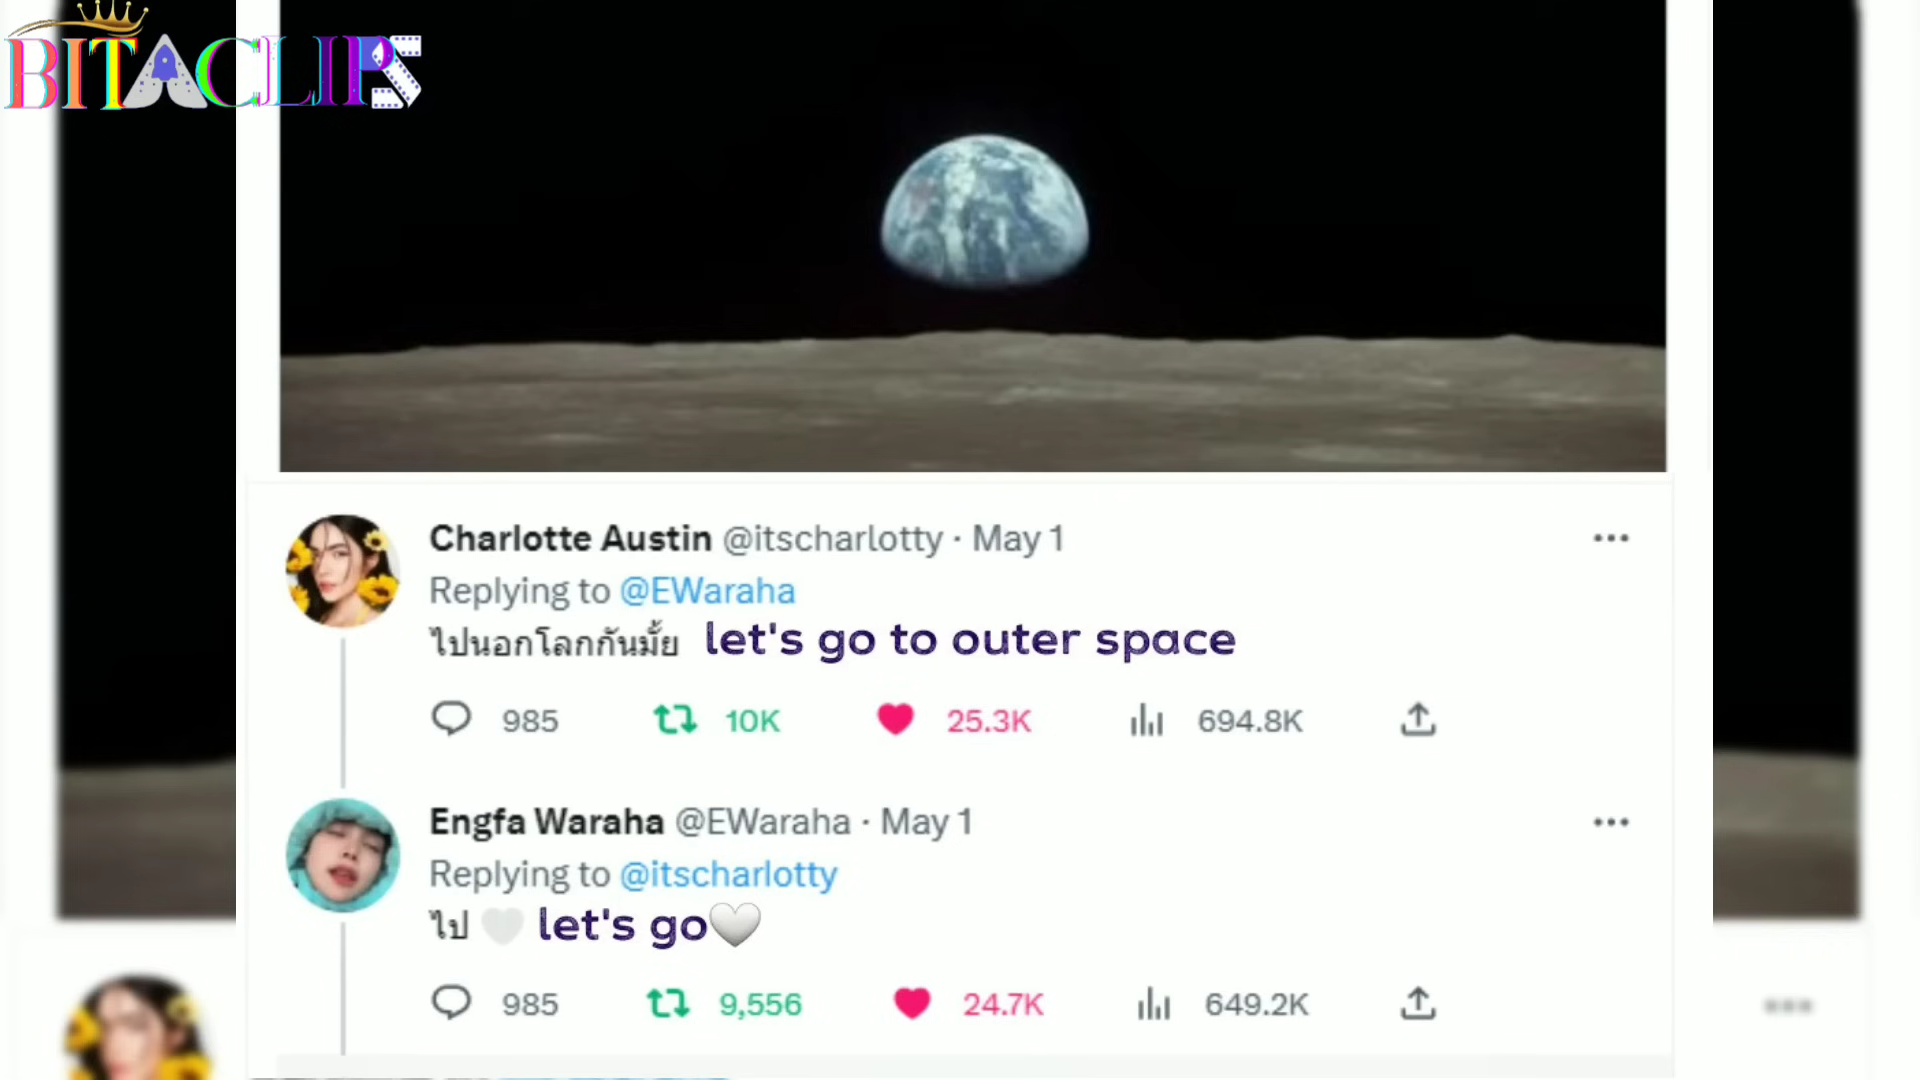 BITACLIPS
Charlotte Austin @itscharlotty · May 1
Replying to @EWaraha
ไปนอกโลกกันมั้ย let's go to outer space
985 10K 25.3K 694.8K
Engfa Waraha @EWaraha · May 1
Replying to @itscharlotty
ไป 🤍 let's go🤍
985 9,556 24.7K 649.2K